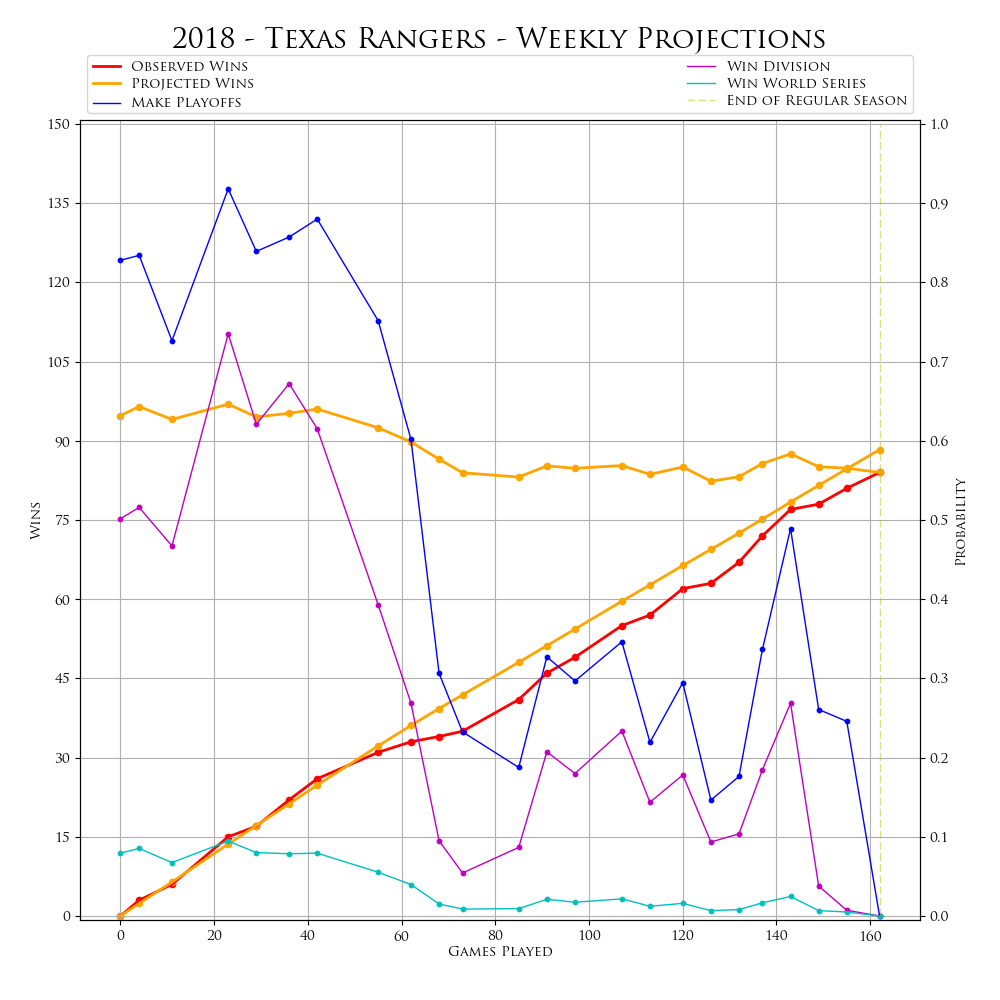 2018 - Texas Rangers - Weekly Projections
Observed Wins
Projected Wins
Make Playoffs
Win Division
Win World Series
End of Regular Season
150
135
120
105
90
75
60
45
30
15
0
Wins
1.0
0.9
0.8
0.7
0.6
0.5
0.4
0.3
0.2
0.1
0.0
Probability
0 20 40 60 80 100 120 140 160
Games Played